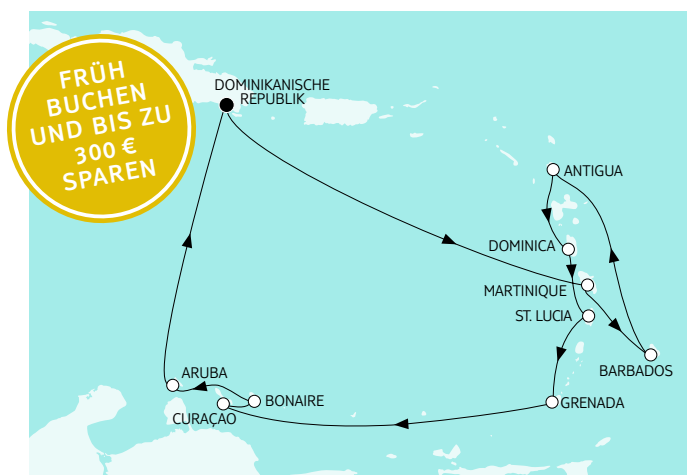 FRÜH
BUCHEN
UND BIS ZU
300 €
SPAREN
DOMINIKANISCHE
REPUBLIK
ANTIGUA
DOMINICA
MARTINIQUE
ST. LUCIA
BARBADOS
ARUBA
BONAIRE
CURAÇAO
GRENADA